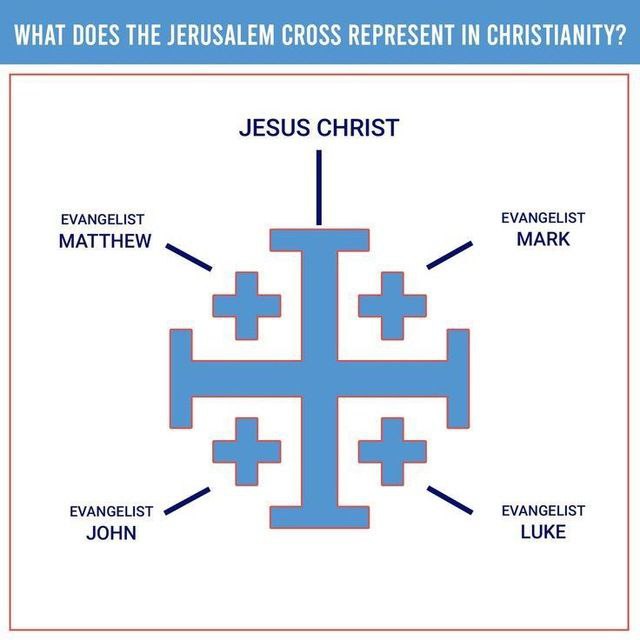 WHAT DOES THE JERUSALEM CROSS REPRESENT IN CHRISTIANITY?
JESUS CHRIST
EVANGELIST
MATTHEW
EVANGELIST
MARK
EVANGELIST
JOHN
EVANGELIST
LUKE